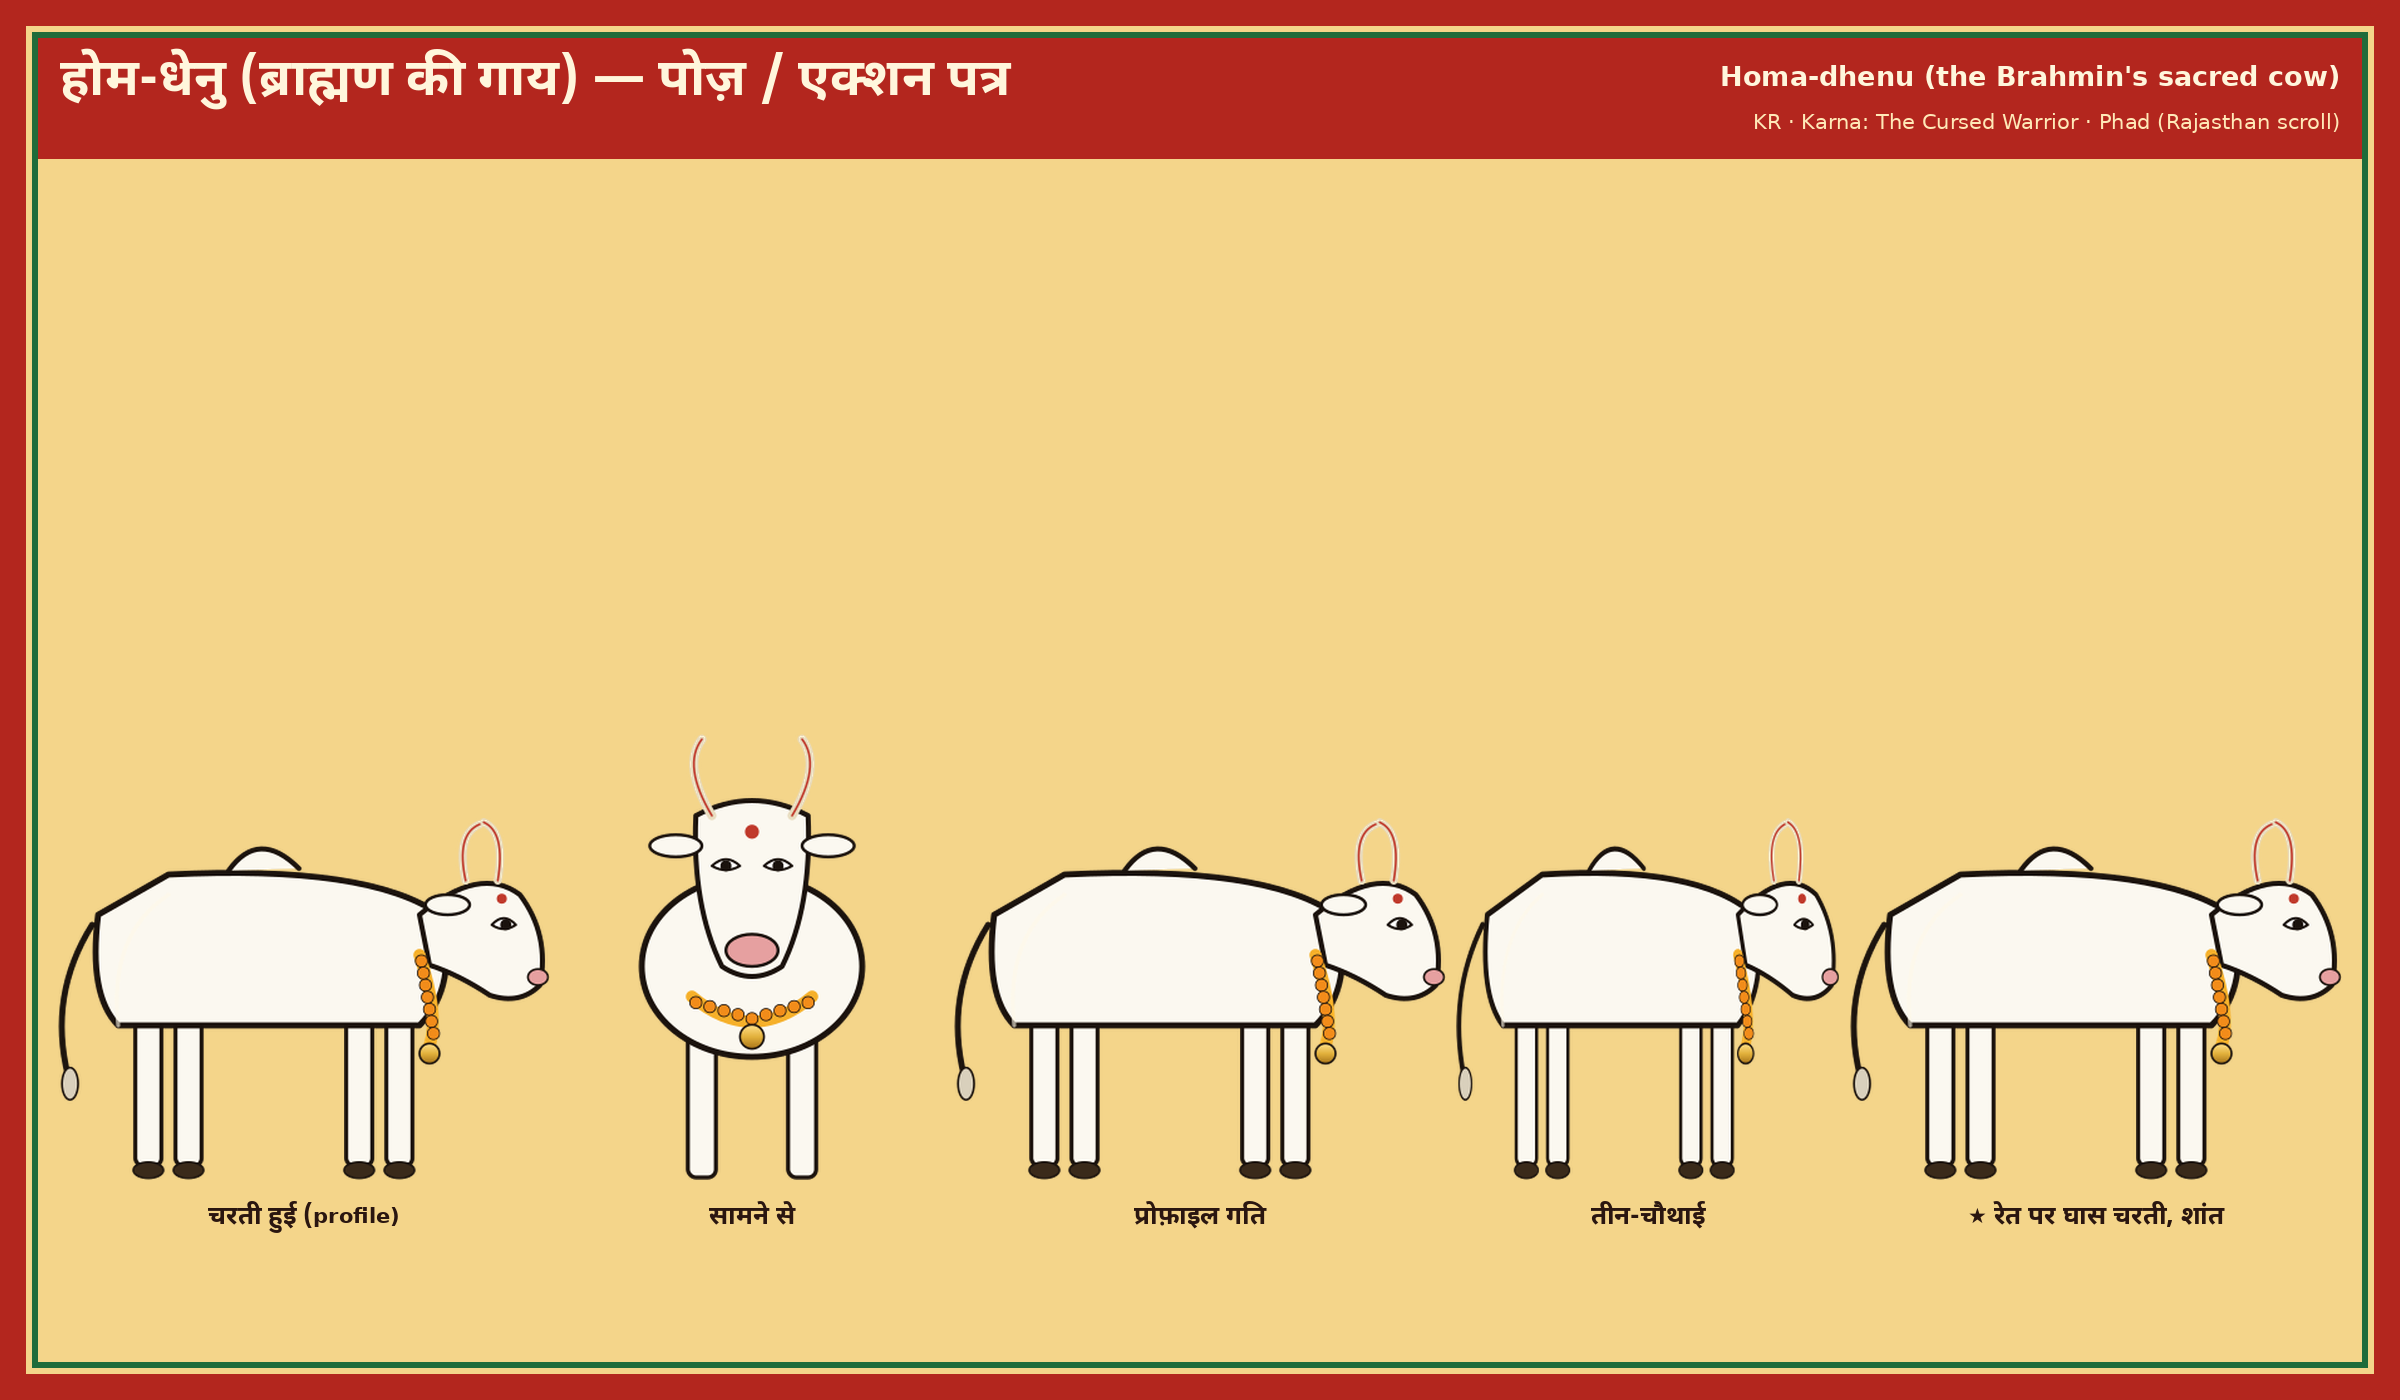 होम-धेनु (ब्राह्मण की गाय) — पोज़ / एक्शन पत्र
Homa-dhenu (the Brahmin's sacred cow)
KR · Karna: The Cursed Warrior · Phad (Rajasthan scroll)
चरती हुई (profile)
सामने से
प्रोफ़ाइल गति
तीन-चौथाई
★ रेत पर घास चरती, शांत